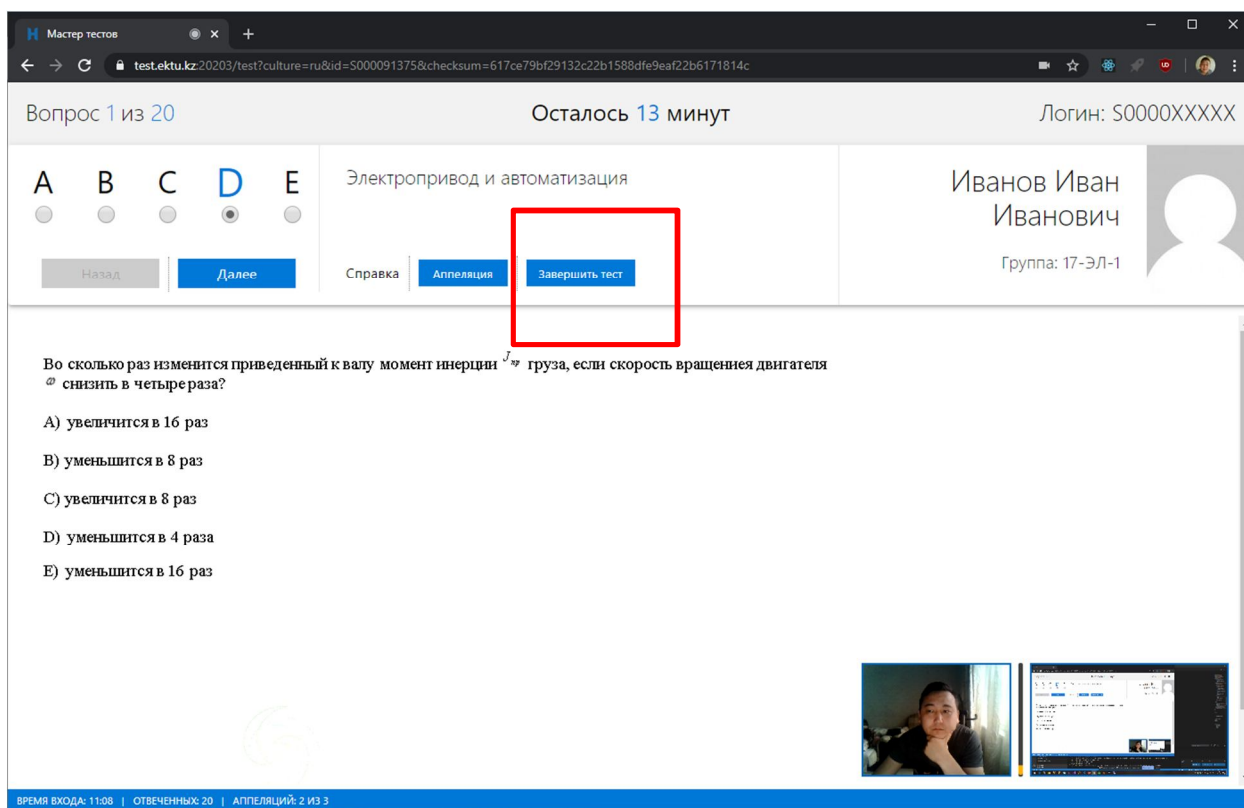 Мастер тестов
test.ektu.kz:20203/test?culture=ru&id=S000091375&checksum=617ce79bf29132c22b1588dfe9eaf22b6171814c
Вопрос 1 из 20
Осталось 13 минут
Логин: S0000XXXXX
A B C D E
Электропривод и автоматизация
Иванов Иван
Иванович
Группа: 17-ЭЛ-1
Назад
Далее
Справка
Аппеляция
Завершить тест
Во сколько раз изменится приведенный к валу момент инерции J пр груза, если скорость вращениея двигателя
ω снизить в четыре раза?
A) увеличится в 16 раз
B) уменьшится в 8 раз
C) увеличится в 8 раз
D) уменьшится в 4 раза
E) уменьшится в 16 раз
ВРЕМЯ ВХОДА: 11:08 | ОТВЕЧЕННЫХ: 20 | АППЕЛЯЦИЙ: 2 ИЗ 3